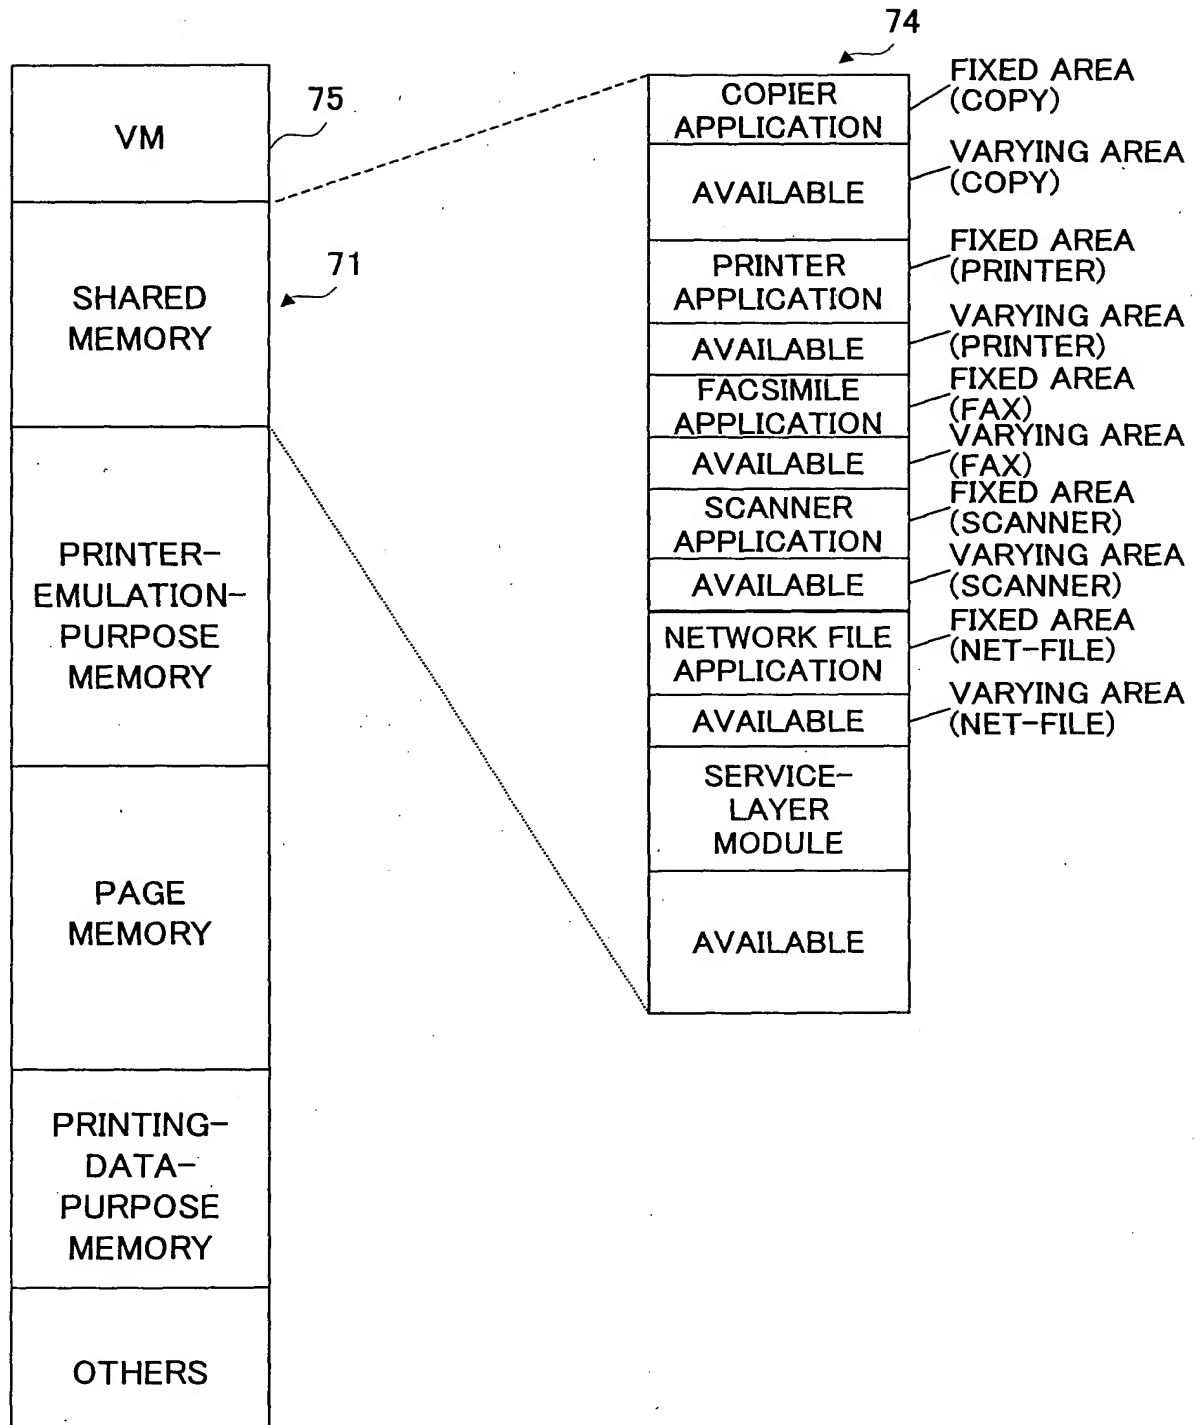 VM
75
SHARED
MEMORY
71
PRINTER-
EMULATION-
PURPOSE
MEMORY
PAGE
MEMORY
PRINTING-
DATA-
PURPOSE
MEMORY
OTHERS
74
COPIER
APPLICATION
FIXED AREA
(COPY)
AVAILABLE
VARYING AREA
(COPY)
PRINTER
APPLICATION
FIXED AREA
(PRINTER)
AVAILABLE
VARYING AREA
(PRINTER)
FACSIMILE
APPLICATION
FIXED AREA
(FAX)
AVAILABLE
VARYING AREA
(FAX)
SCANNER
APPLICATION
FIXED AREA
(SCANNER)
AVAILABLE
VARYING AREA
(SCANNER)
NETWORK FILE
APPLICATION
FIXED AREA
(NET-FILE)
AVAILABLE
VARYING AREA
(NET-FILE)
SERVICE-
LAYER
MODULE
AVAILABLE